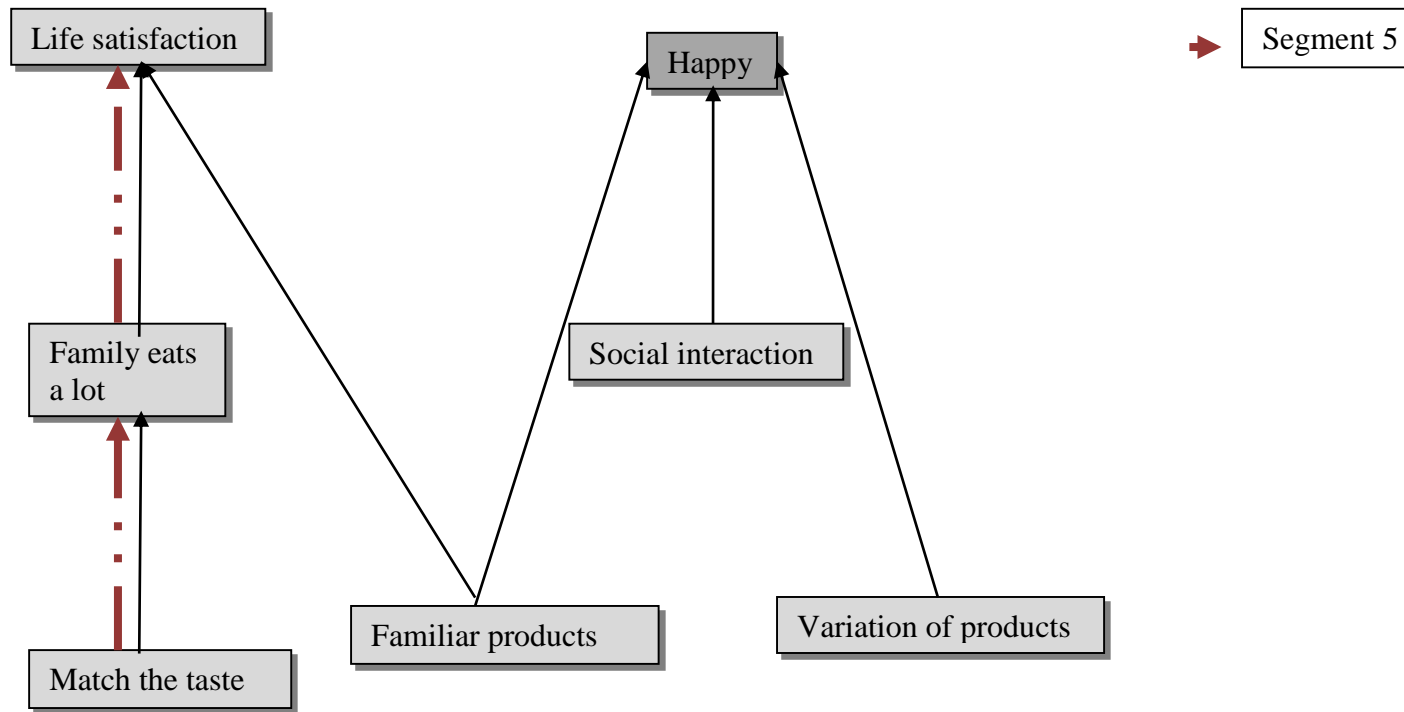 Life satisfaction
Happy
Segment 5
Family eats
a lot
Social interaction
Familiar products
Variation of products
Match the taste